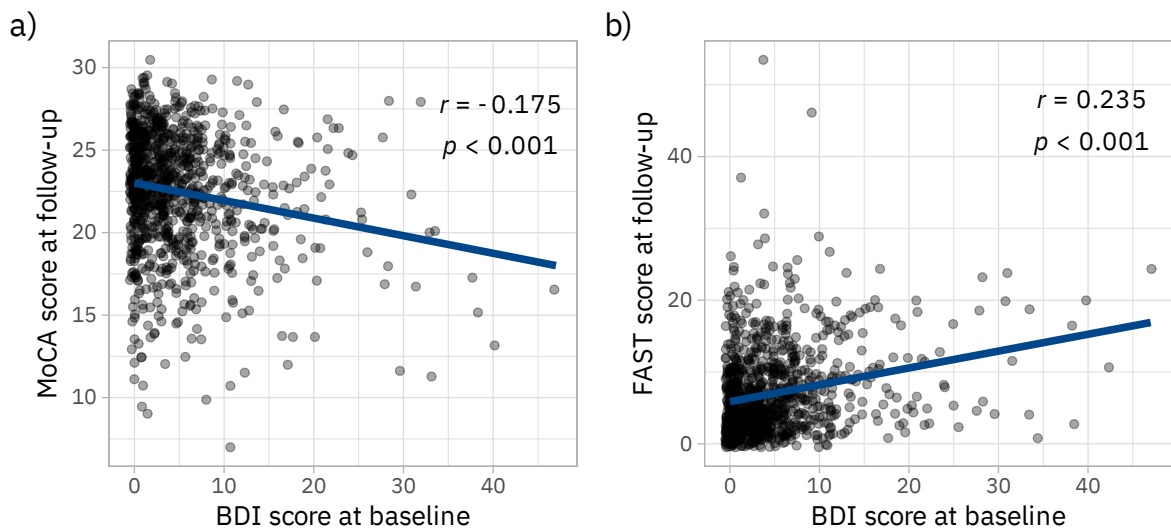 a)
MoCA score at follow-up
30
25
20
15
10
r = -0.175
p < 0.001
0 10 20 30 40
BDI score at baseline
b)
FAST score at follow-up
40
20
0
r = 0.235
p < 0.001
0 10 20 30 40
BDI score at baseline